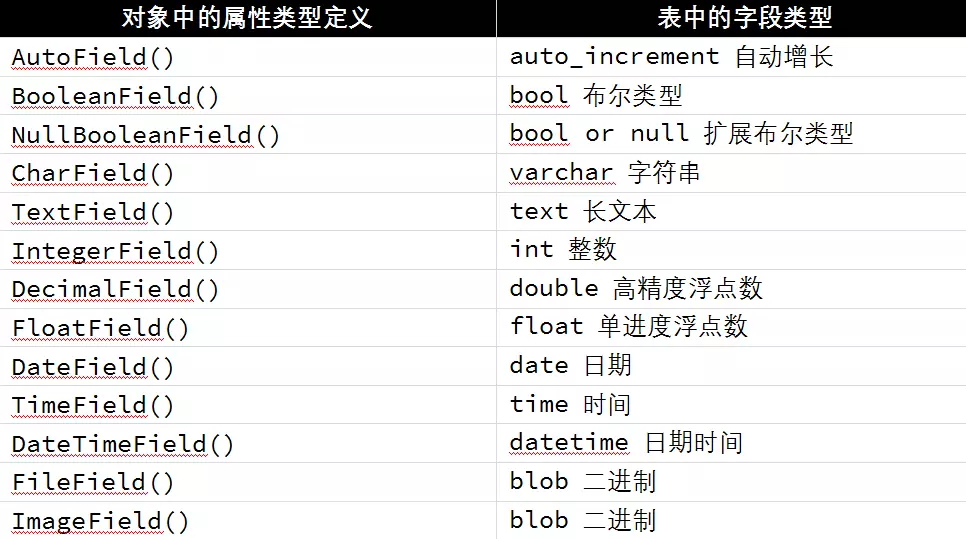 对象中的属性类型定义 表中的字段类型
AutoField() auto_increment 自动增长
BooleanField() bool 布尔类型
NullBooleanField() bool or null 扩展布尔类型
CharField() varchar 字符串
TextField() text 长文本
IntegerField() int 整数
DecimalField() double 高精度浮点数
FloatField() float 单进度浮点数
DateField() date 日期
TimeField() time 时间
DateTimeField() datetime 日期时间
FileField() blob 二进制
ImageField() blob 二进制